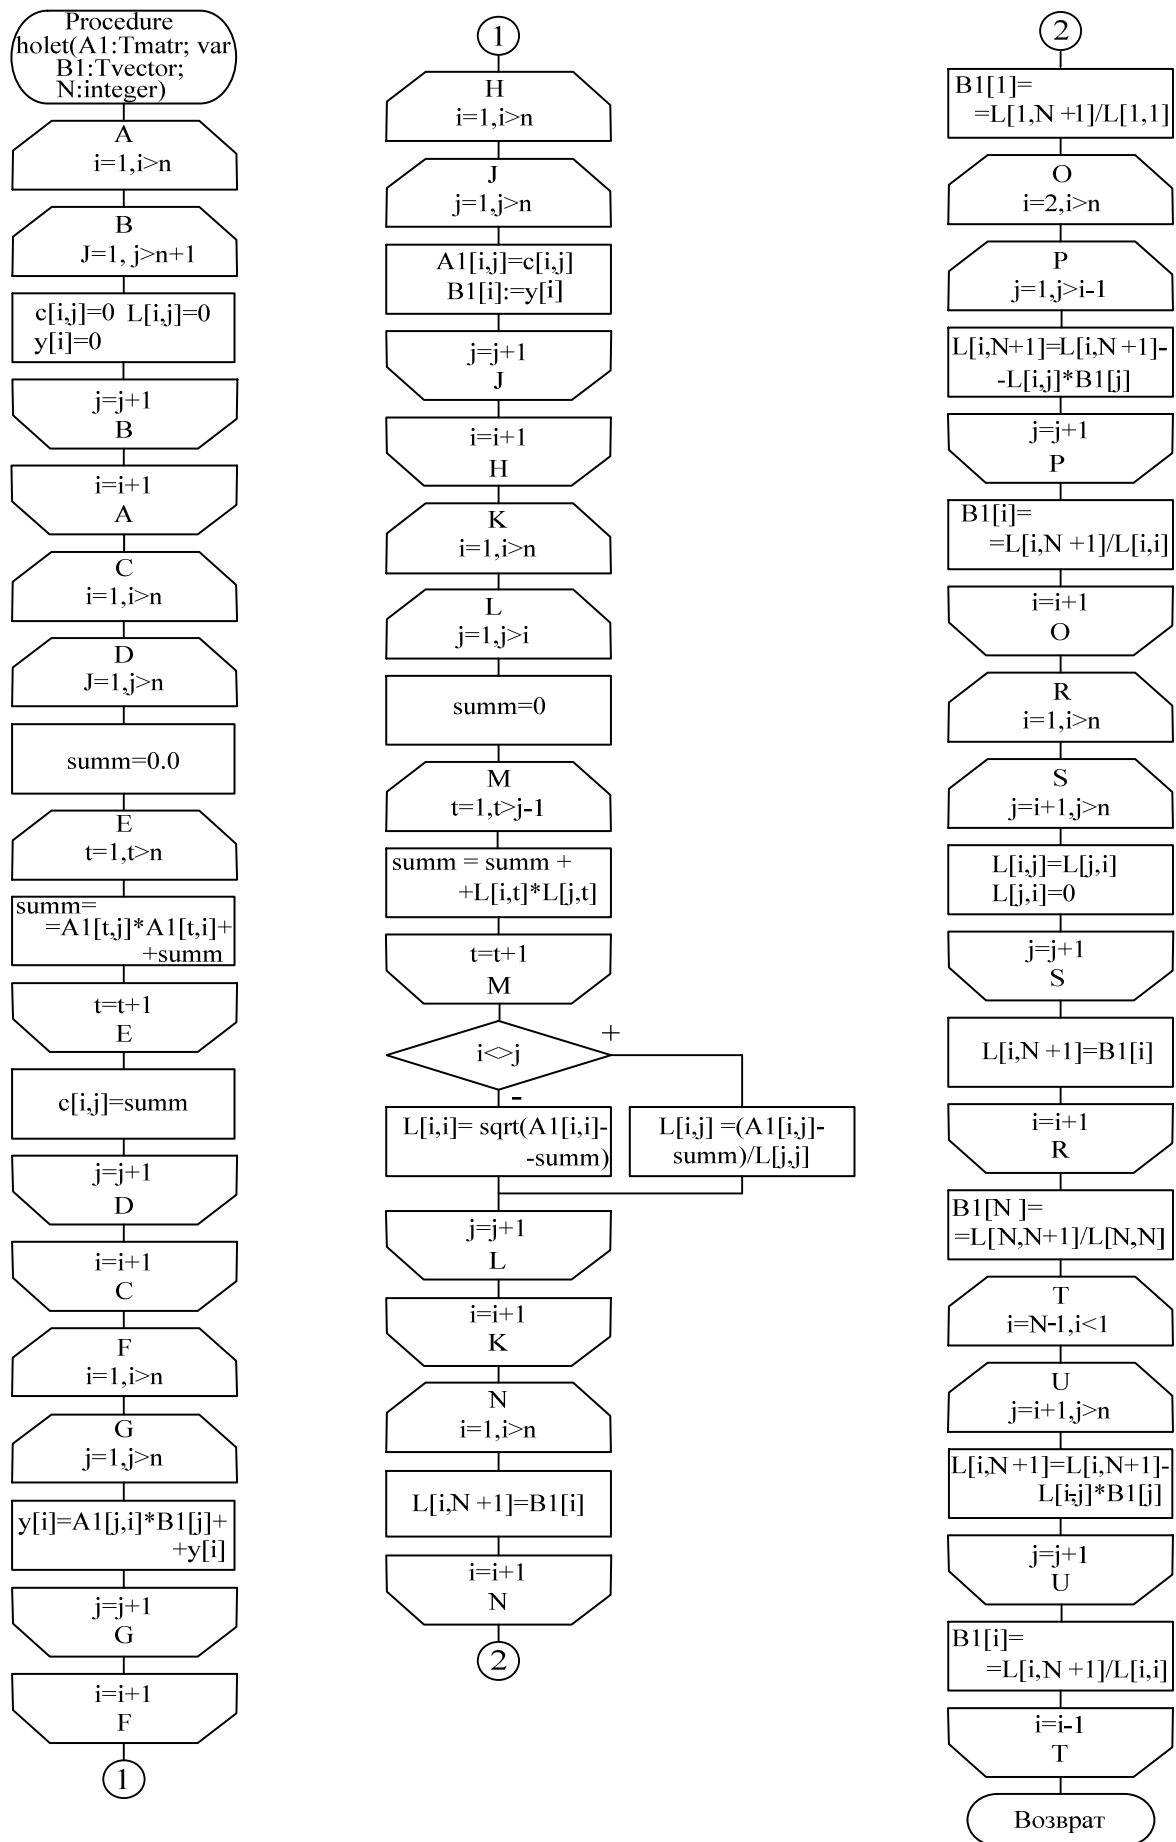 Procedure
holet(A1:Tmatr; var
B1:Tvector;
N:integer)
A
i=1,i>n
B
J=1, j>n+1
c[i,j]=0 L[i,j]=0
y[i]=0
j=j+1
B
i=i+1
A
C
i=1,i>n
D
J=1,j>n
summ=0.0
E
t=1,t>n
summ=
=A1[t,j]*A1[t,i]+
+summ
t=t+1
E
c[i,j]=summ
j=j+1
D
i=i+1
C
F
i=1,i>n
G
j=1,j>n
y[i]=A1[j,i]*B1[j]+
+y[i]
j=j+1
G
i=i+1
F
1
1
H
i=1,i>n
J
j=1,j>n
A1[i,j]=c[i,j]
B1[i]:=y[i]
j=j+1
J
i=i+1
H
K
i=1,i>n
L
j=1,j>i
summ=0
M
t=1,t>j-1
summ = summ +
+L[i,t]*L[j,t]
t=t+1
M
i<>j
+
-
L[i,i]= sqrt(A1[i,i]-
-summ)
L[i,j] =(A1[i,j]-
summ)/L[j,j]
j=j+1
L
i=i+1
K
N
i=1,i>n
L[i,N +1]=B1[i]
i=i+1
N
2
2
B1[1]=
=L[1,N +1]/L[1,1]
O
i=2,i>n
P
j=1,j>i-1
L[i,N+1]=L[i,N +1]-
-L[i,j]*B1[j]
j=j+1
P
B1[i]=
=L[i,N +1]/L[i,i]
i=i+1
O
R
i=1,i>n
S
j=i+1,j>n
L[i,j]=L[j,i]
L[j,i]=0
j=j+1
S
L[i,N +1]=B1[i]
i=i+1
R
B1[N ]=
=L[N,N+1]/L[N,N]
T
i=N-1,i<1
U
j=i+1,j>n
L[i,N +1]=L[i,N+1]-
L[i,j]*B1[j]
j=j+1
U
B1[i]=
=L[i,N +1]/L[i,i]
i=i-1
T
Возврат